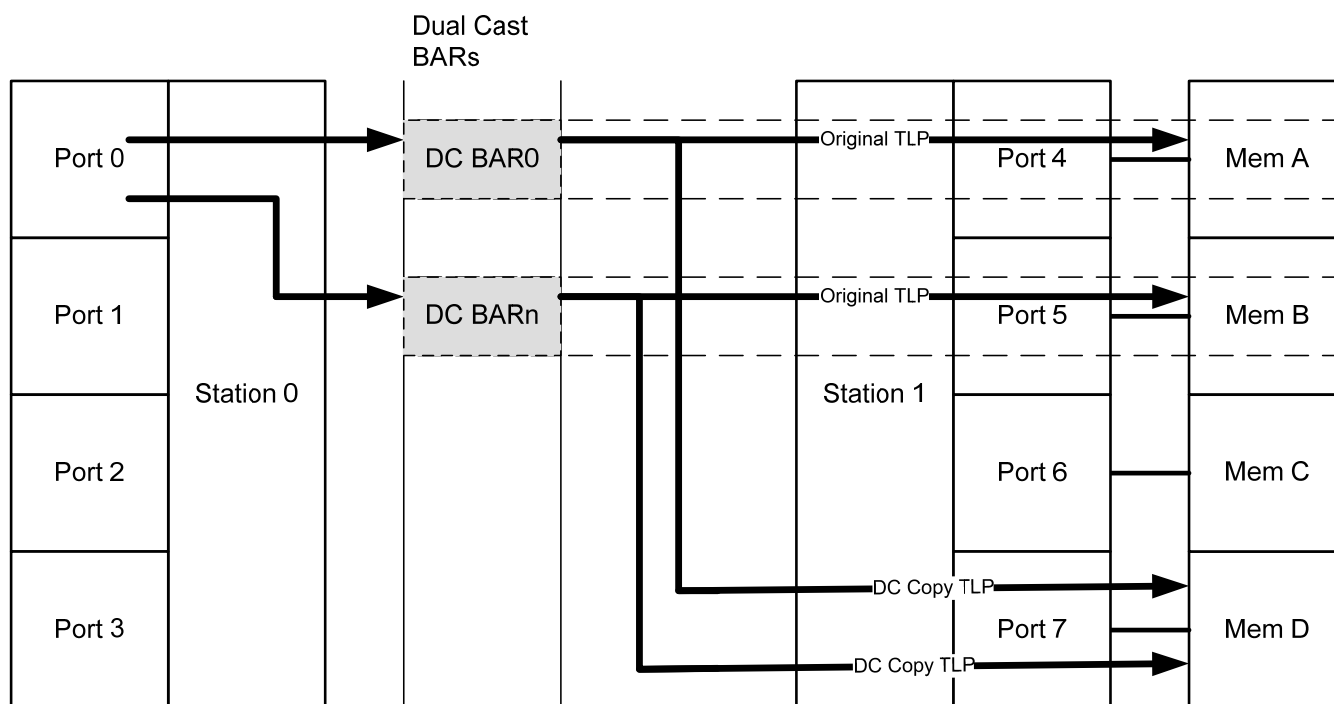 Dual Cast
BARs
Port 0
DC BAR0
Original TLP
Port 4
Mem A
Port 1
DC BARn
Original TLP
Port 5
Mem B
Station 0
Station 1
Port 2
Port 6
Mem C
DC Copy TLP
Port 3
Port 7
Mem D
DC Copy TLP